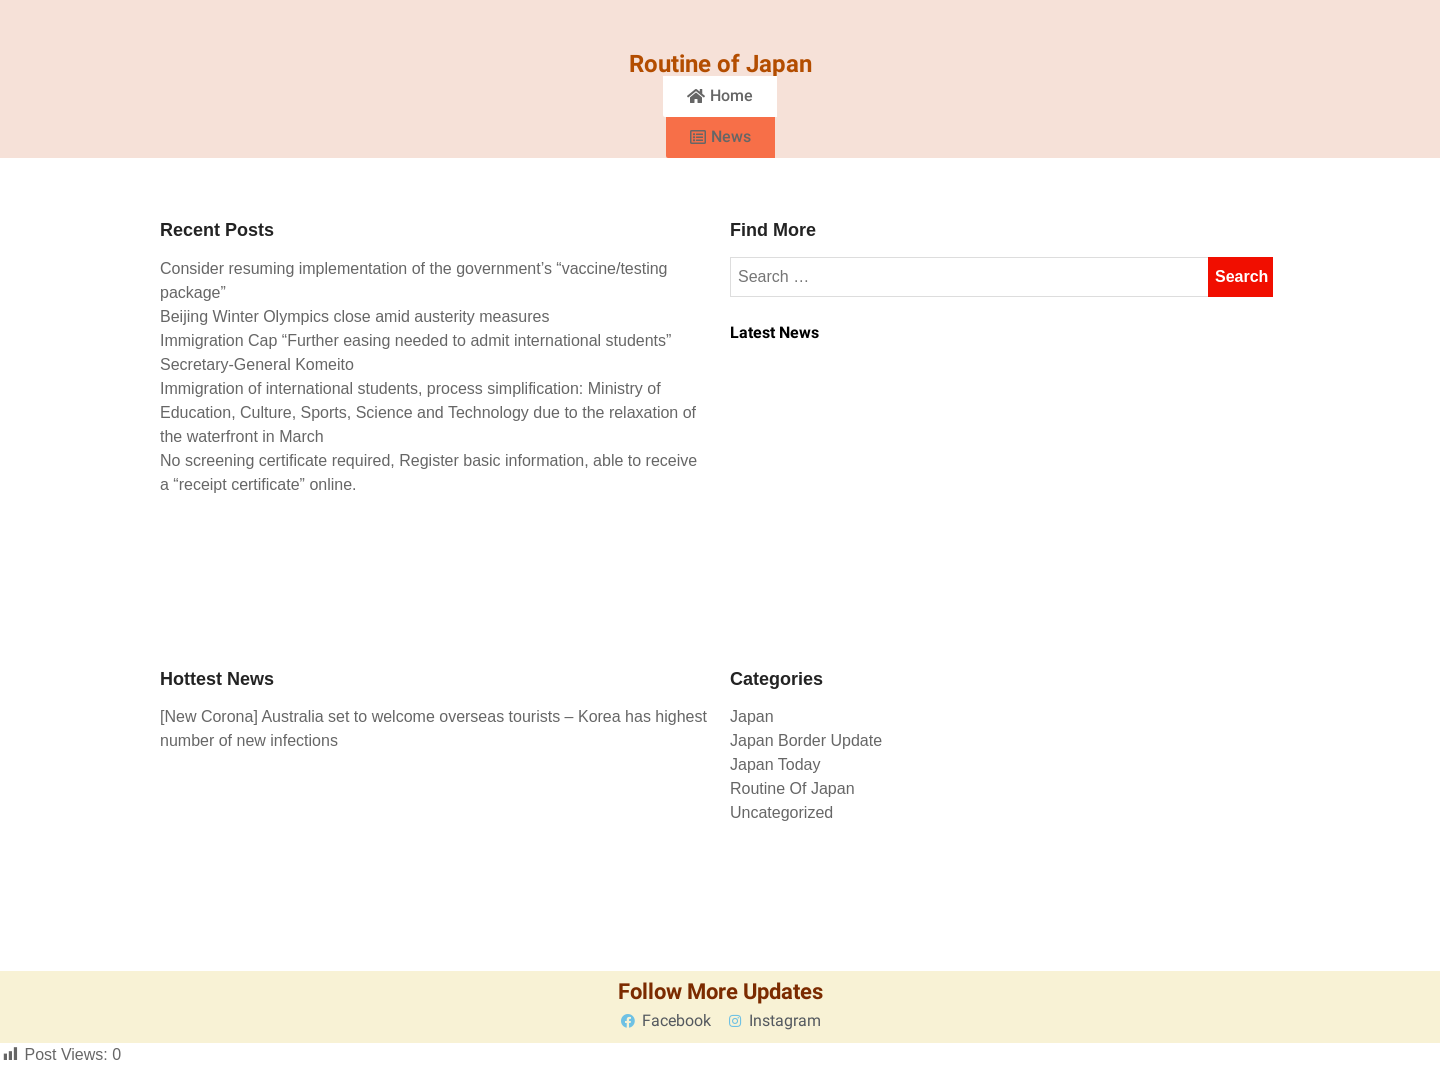 Routine of Japan
Home
News
Recent Posts
Consider resuming implementation of the government’s “vaccine/testing
package”
Beijing Winter Olympics close amid austerity measures
Immigration Cap “Further easing needed to admit international students”
Secretary-General Komeito
Immigration of international students, process simplification: Ministry of
Education, Culture, Sports, Science and Technology due to the relaxation of
the waterfront in March
No screening certificate required, Register basic information, able to receive
a “receipt certificate” online.
Find More
Search …
Search
Latest News
Hottest News
[New Corona] Australia set to welcome overseas tourists – Korea has highest
number of new infections
Categories
Japan
Japan Border Update
Japan Today
Routine Of Japan
Uncategorized
Follow More Updates
Facebook Instagram
Post Views: 0